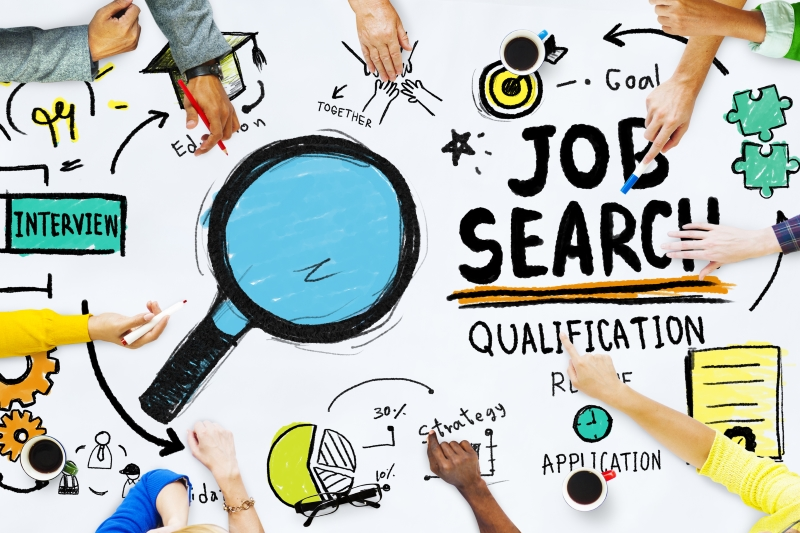 TOGETHER
Goal
JOB
SEARCH
INTERVIEW
QUALIFICATION
30%
Strategy
10%
APPLICATION